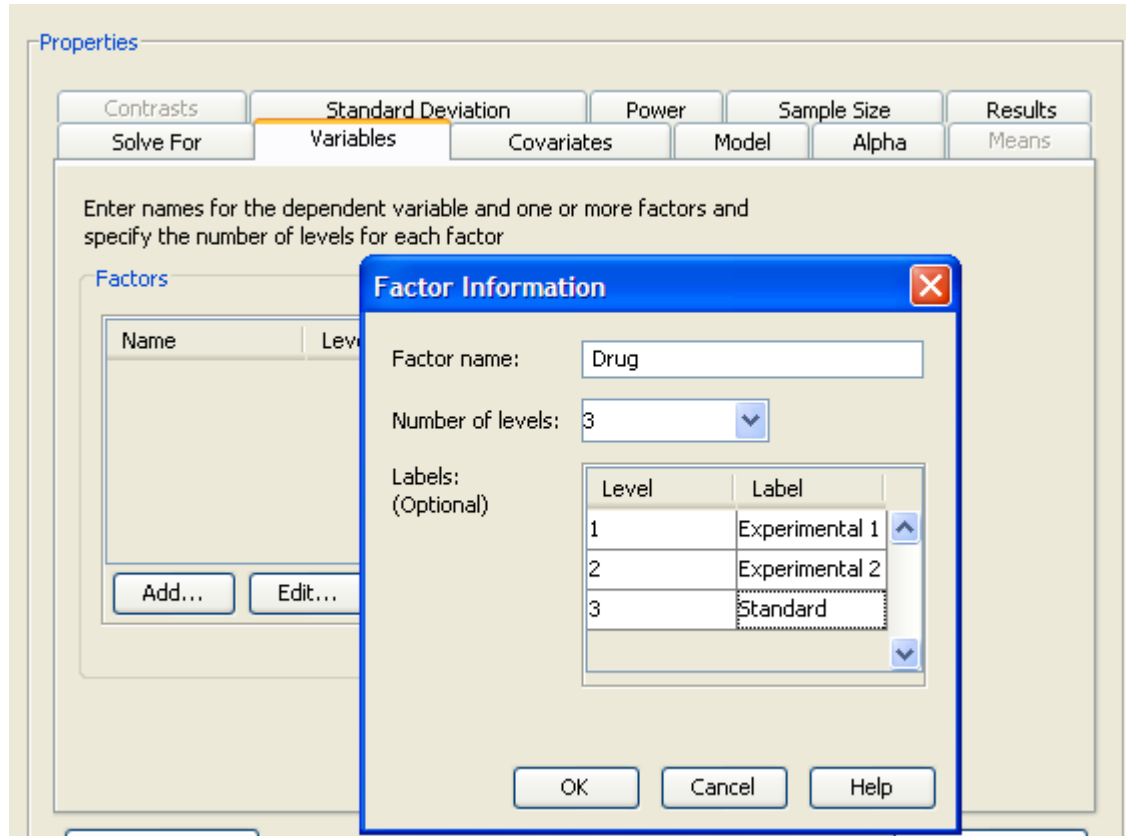 Properties
Contrasts Standard Deviation Power Sample Size Results
Solve For Variables Covariates Model Alpha Means
Enter names for the dependent variable and one or more factors and
specify the number of levels for each factor
Factors
Name Leve
Add... Edit...
Factor Information
Factor name: Drug
Number of levels: 3
Labels:
(Optional)
Level Label
1 Experimental 1
2 Experimental 2
3 Standard
OK Cancel Help